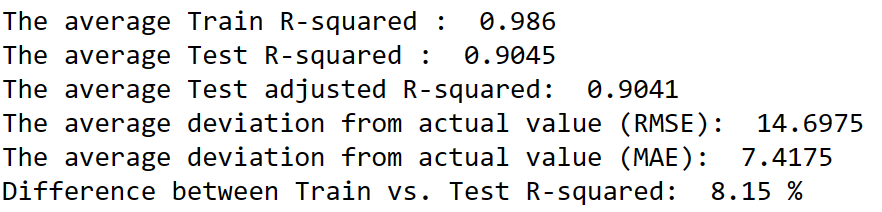 The average Train R-squared :  0.986
The average Test R-squared :  0.9045
The average Test adjusted R-squared:  0.9041
The average deviation from actual value (RMSE):  14.6975
The average deviation from actual value (MAE):  7.4175
Difference between Train vs. Test R-squared:  8.15 %